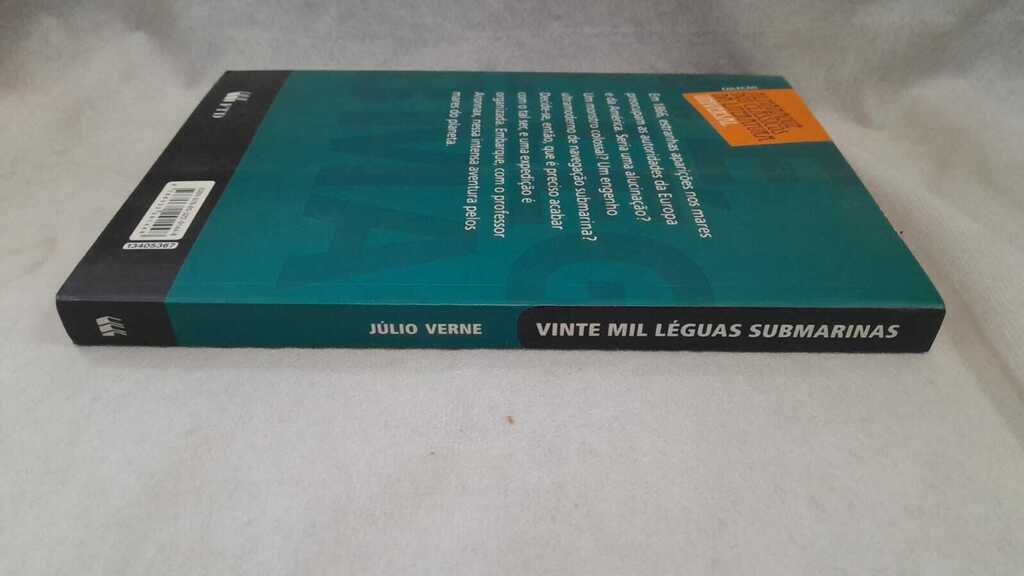 JÚLIO VERNE
VINTE MIL LÉGUAS SUBMARINAS
COLEÇÃO
Em 1866, estranhas aparições nos mares
preocupam as autoridades da Europa
e da América. Seria uma alucinação?
Um monstro colossal? Um engenho
ultramoderno de navegação submarina?
Decide-se, então, que é preciso acabar
com o tal ser, e uma expedição é
organizada. Embarque, com o professor
Aronnax, nessa intensa aventura pelos
mares do planeta.
FTD
13405367